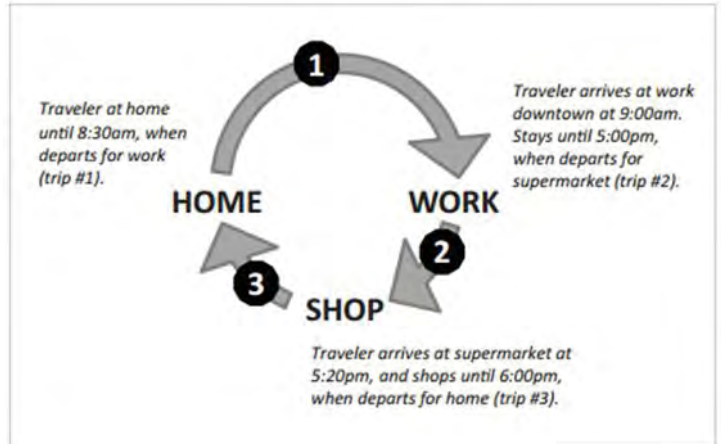 1
Traveler at home
until 8:30am, when
departs for work
(trip #1).
Traveler arrives at work
downtown at 9:00am.
Stays until 5:00pm,
when departs for
supermarket (trip #2).
HOME
WORK
2
3
SHOP
Traveler arrives at supermarket at
5:20pm, and shops until 6:00pm,
when departs for home (trip #3).